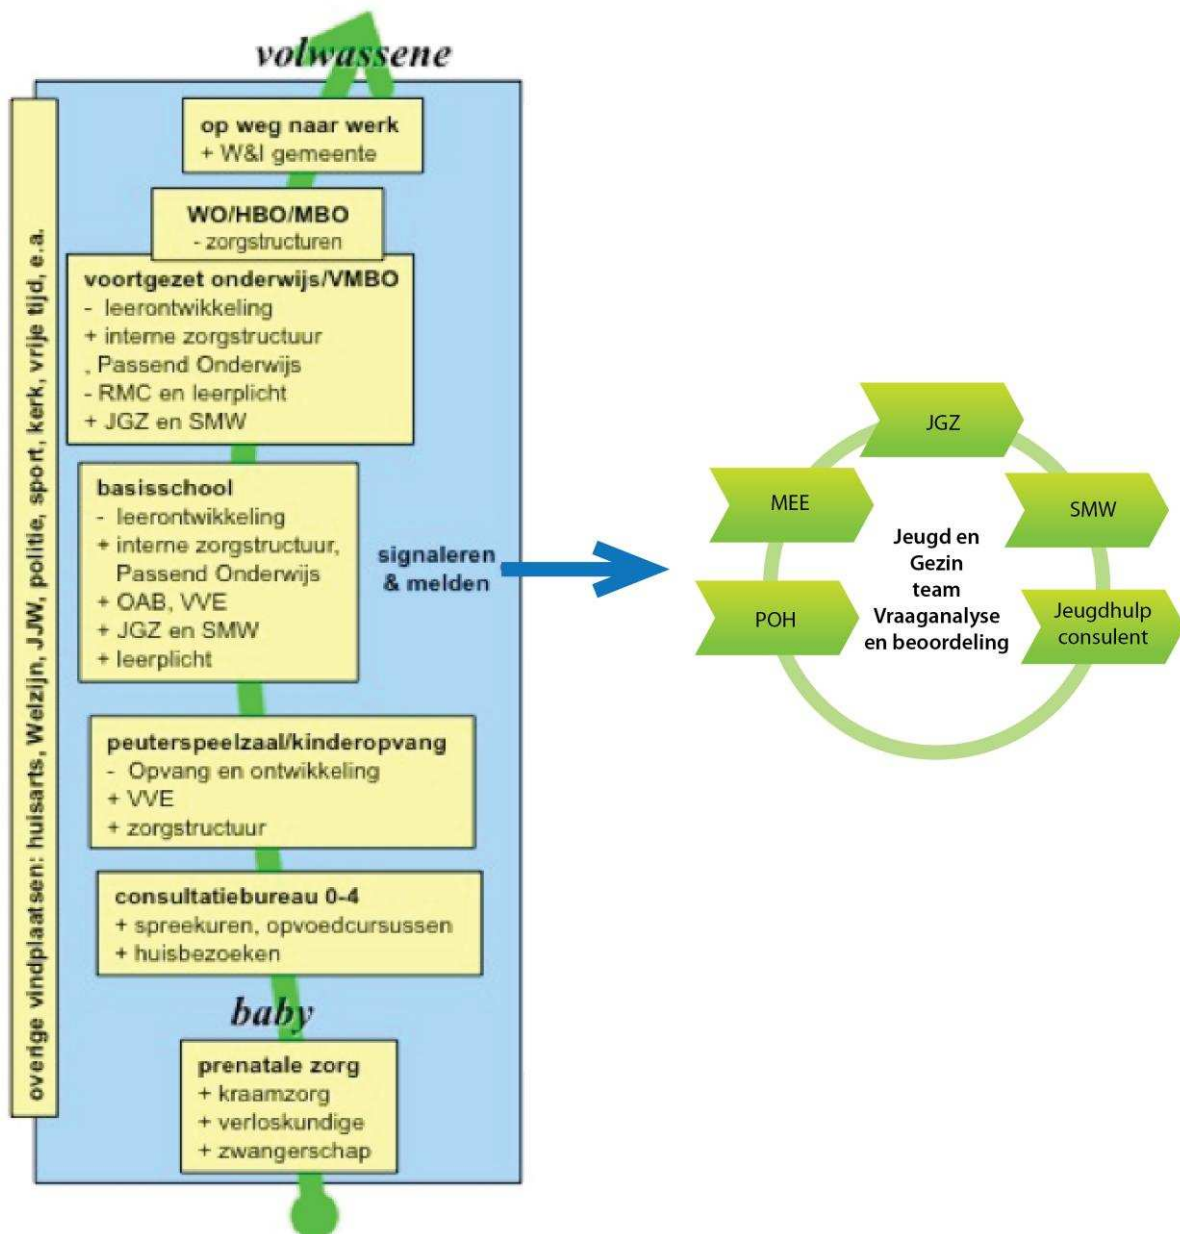 volwassene
overige vindplaatsen: huisarts, Welzijn, JJW, politie, sport, kerk, vrije tijd, e.a.
op weg naar werk
+ W&I gemeente
WO/HBO/MBO
- zorgstructuren
voortgezet onderwijs/VMBO
- leerontwikkeling
+ interne zorgstructuur
, Passend Onderwijs
- RMC en leerplicht
+ JGZ en SMW
basisschool
- leerontwikkeling
+ interne zorgstructuur,
Passend Onderwijs
+ OAB, VVE
+ JGZ en SMW
+ leerplicht
peuterspeelzaal/kinderopvang
- Opvang en ontwikkeling
+ VVE
+ zorgstructuur
consultatiebureau 0-4
+ spreekuren, opvoedcursussen
+ huisbezoeken
baby
prenatale zorg
+ kraamzorg
+ verloskundige
+ zwangerschap
signaleren
& melden
JGZ
MEE
SMW
POH
Jeugdhulp
consulent
Jeugd en
Gezin
team
Vraaganalyse
en beoordeling